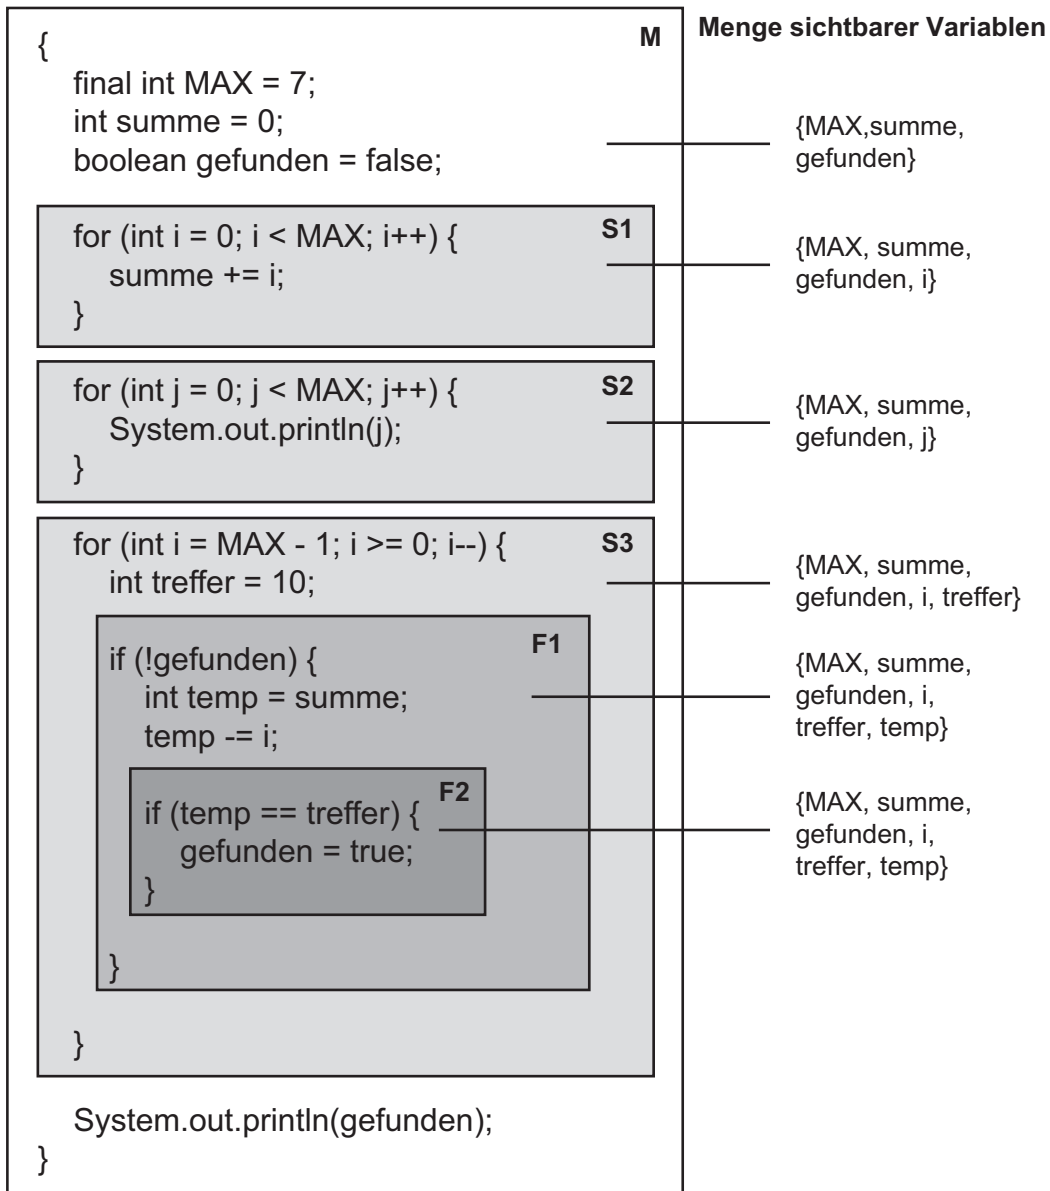 M
Menge sichtbarer Variablen
{
final int MAX = 7;
int summe = 0;
boolean gefunden = false;
{MAX,summe,
gefunden}
for (int i = 0; i < MAX; i++) {
S1
summe += i;
}
{MAX, summe,
gefunden, i}
for (int j = 0; j < MAX; j++) {
S2
System.out.println(j);
}
{MAX, summe,
gefunden, j}
for (int i = MAX - 1; i >= 0; i--) {
S3
int treffer = 10;
{MAX, summe,
gefunden, i, treffer}
F1
if (!gefunden) {
int temp = summe;
temp -= i;
{MAX, summe,
gefunden, i,
treffer, temp}
F2
if (temp == treffer) {
gefunden = true;
}
{MAX, summe,
gefunden, i,
treffer, temp}
}
}
System.out.println(gefunden);
}